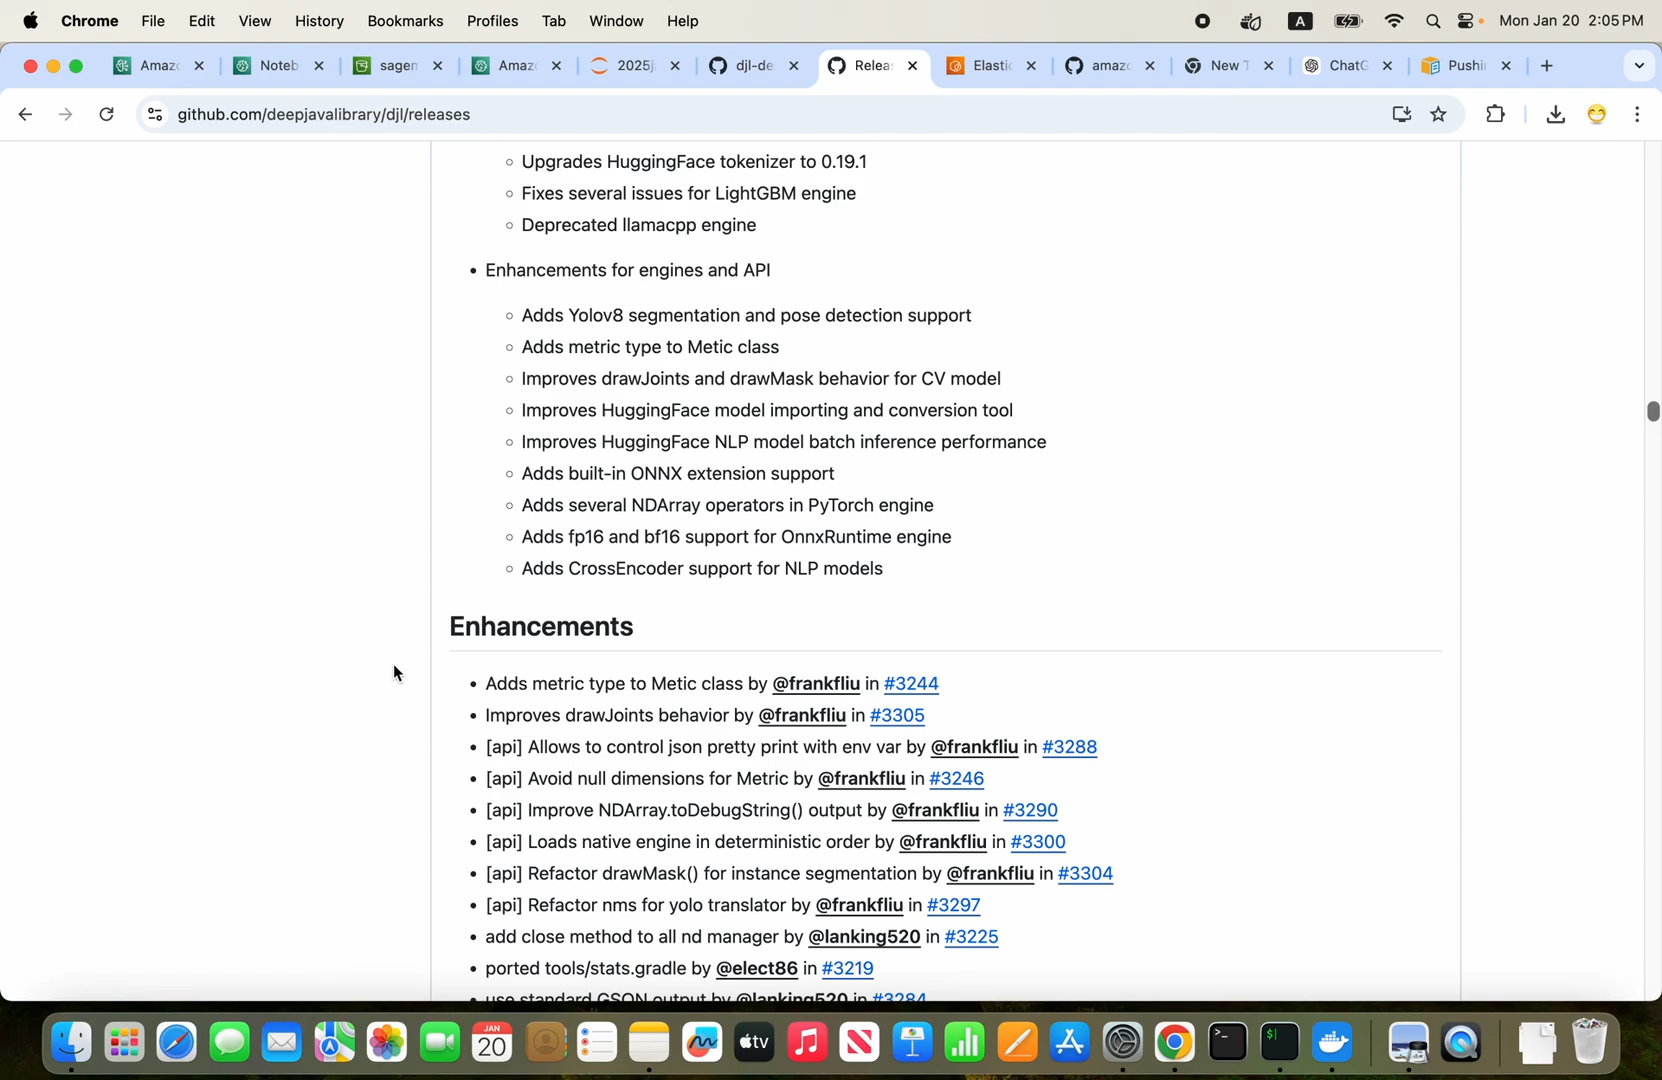 Chrome File Edit View History Bookmarks Profiles Tab Window Help A Mon Jan 20 2:05 PM
Amaz Noteb sagen Amaz 2025j djl-de Relea Elasti amaz New T ChatG Pushi
github.com/deepjavalibrary/djl/releases
Upgrades HuggingFace tokenizer to 0.19.1
Fixes several issues for LightGBM engine
Deprecated llamacpp engine
• Enhancements for engines and API
Adds Yolov8 segmentation and pose detection support
Adds metric type to Metic class
Improves drawJoints and drawMask behavior for CV model
Improves HuggingFace model importing and conversion tool
Improves HuggingFace NLP model batch inference performance
Adds built-in ONNX extension support
Adds several NDArray operators in PyTorch engine
Adds fp16 and bf16 support for OnnxRuntime engine
Adds CrossEncoder support for NLP models
Enhancements
• Adds metric type to Metic class by @frankfliu in #3244
• Improves drawJoints behavior by @frankfliu in #3305
• [api] Allows to control json pretty print with env var by @frankfliu in #3288
• [api] Avoid null dimensions for Metric by @frankfliu in #3246
• [api] Improve NDArray.toDebugString() output by @frankfliu in #3290
• [api] Loads native engine in deterministic order by @frankfliu in #3300
• [api] Refactor drawMask() for instance segmentation by @frankfliu in #3304
• [api] Refactor nms for yolo translator by @frankfliu in #3297
• add close method to all nd manager by @lanking520 in #3225
• ported tools/stats.gradle by @elect86 in #3219
• use standard GSON output by @lanking520 in #3284
JAN
20
tv